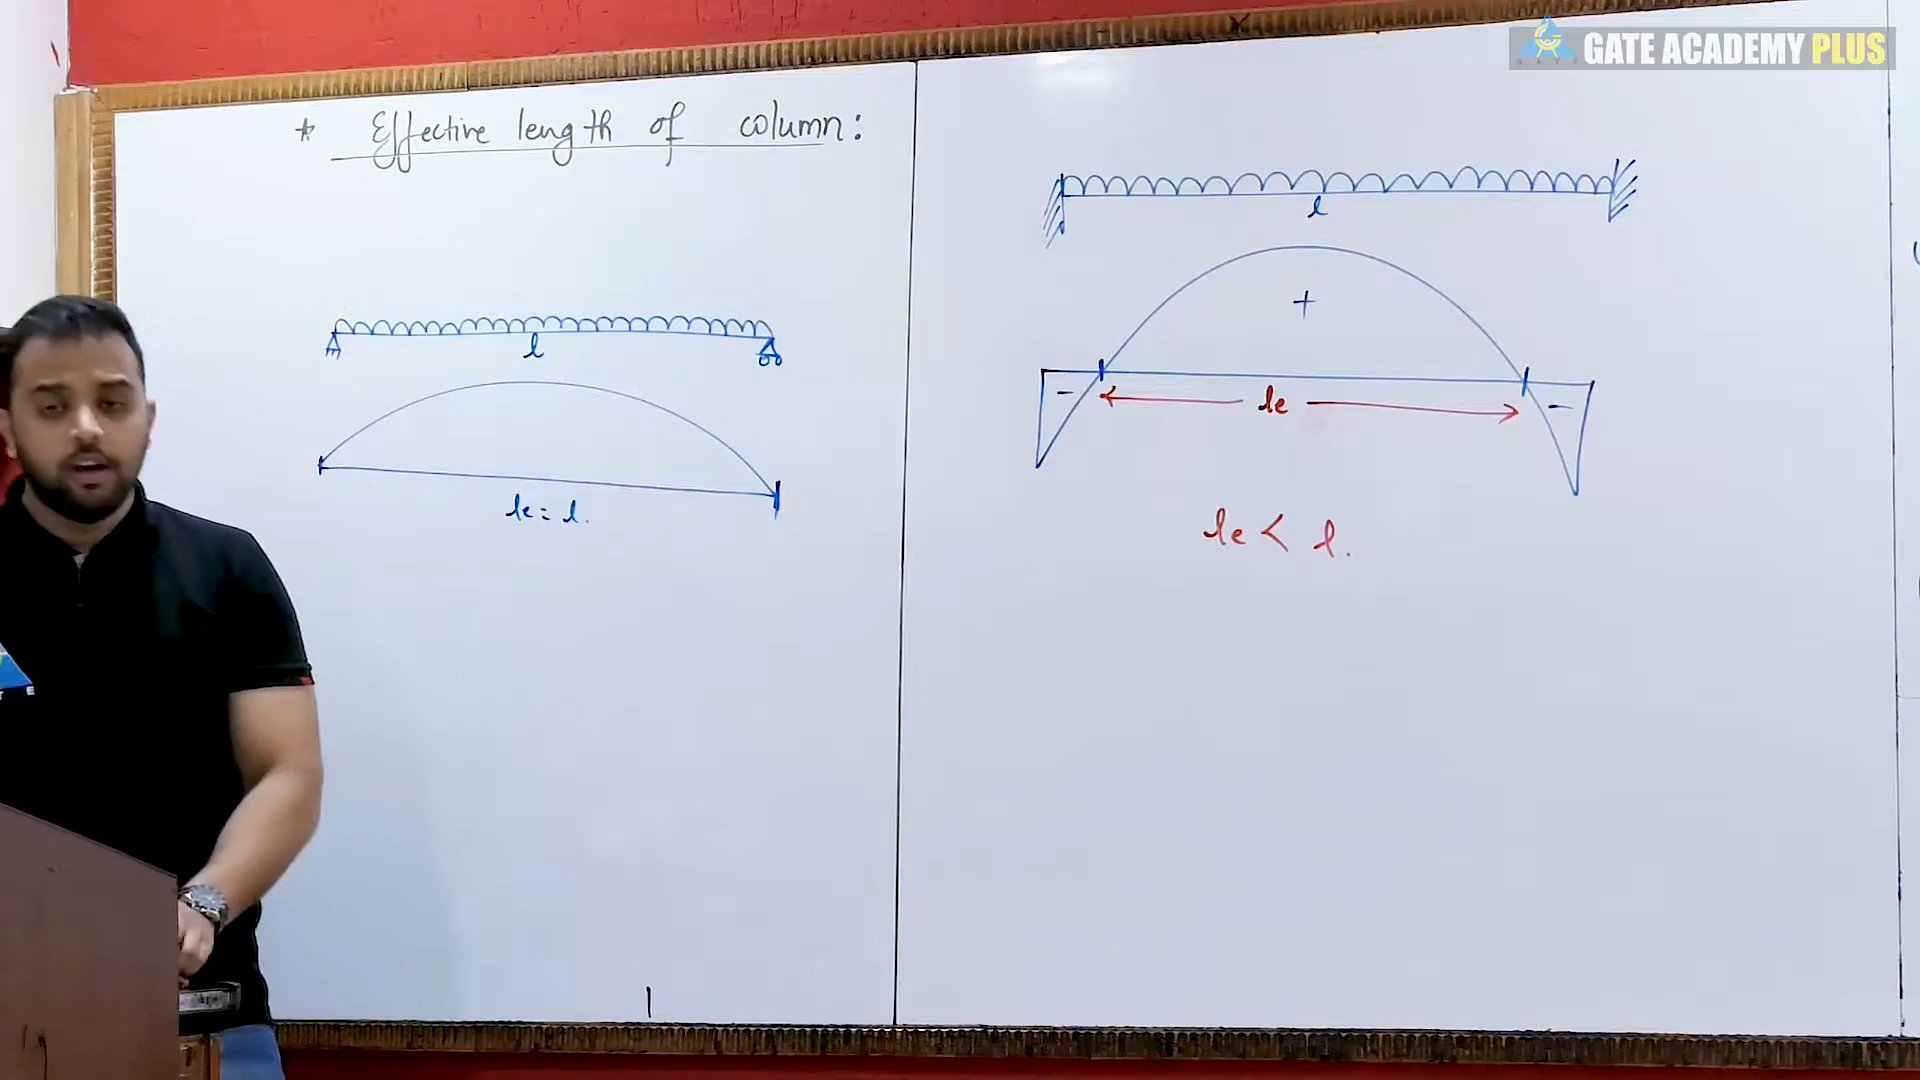 GATE ACADEMY PLUS
* Effective length of column:
l
le = l.
l
+
-
le
-
le < l.